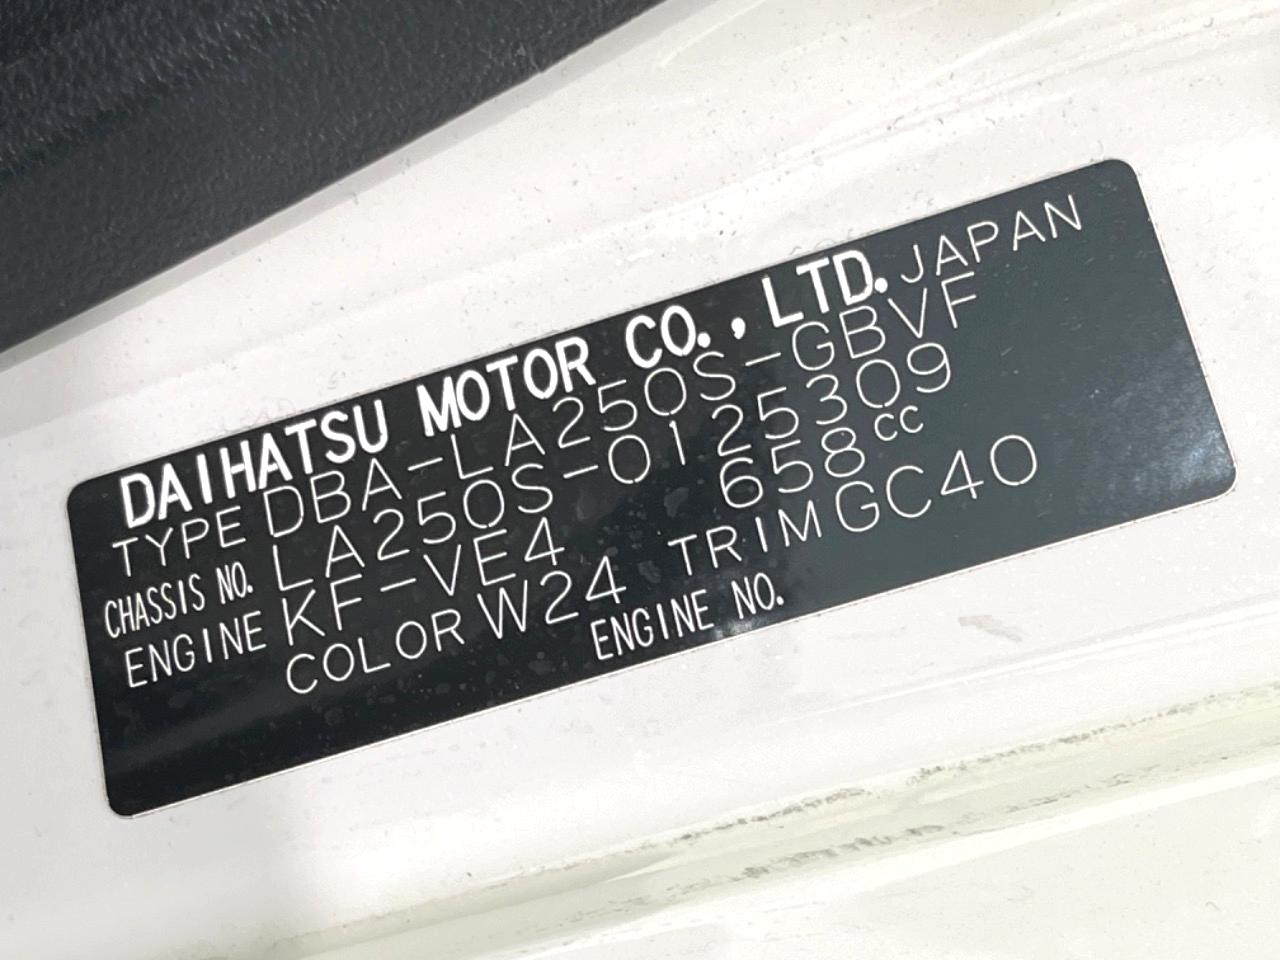 DAIHATSU MOTOR CO., LTD. JAPAN
TYPE DBA-LA250S-GBVF
CHASSIS NO. LA250S-0125309
ENGINE KF-VE4 658cc
COLOR W24 TRIM GC40
ENGINE NO.